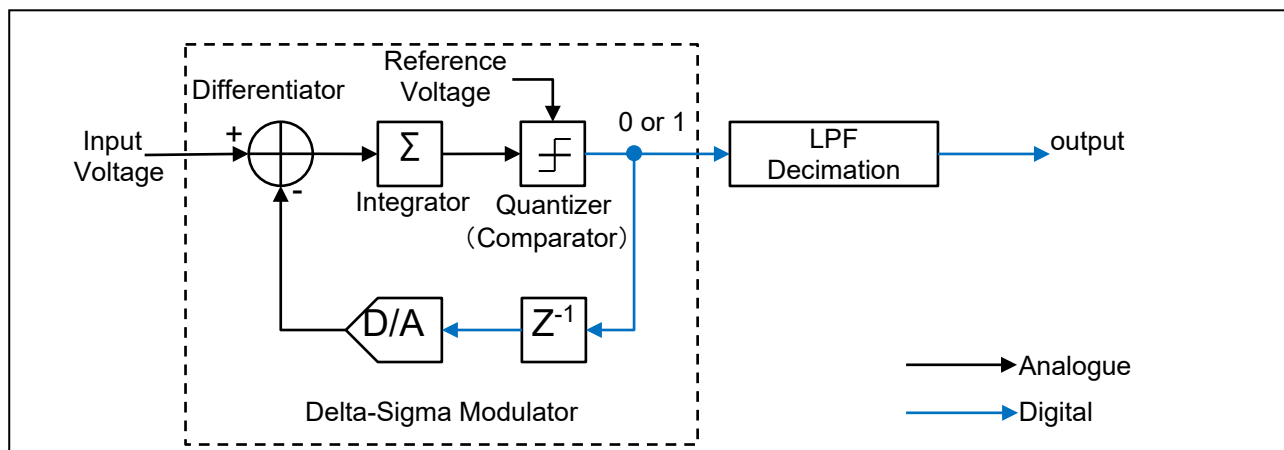 Reference
Voltage
Differentiator
0 or 1
+
Input
Voltage
-
Σ
LPF
Decimation
output
Integrator
Quantizer
（Comparator）
D/A
Z-1
Analogue
Digital
Delta-Sigma Modulator